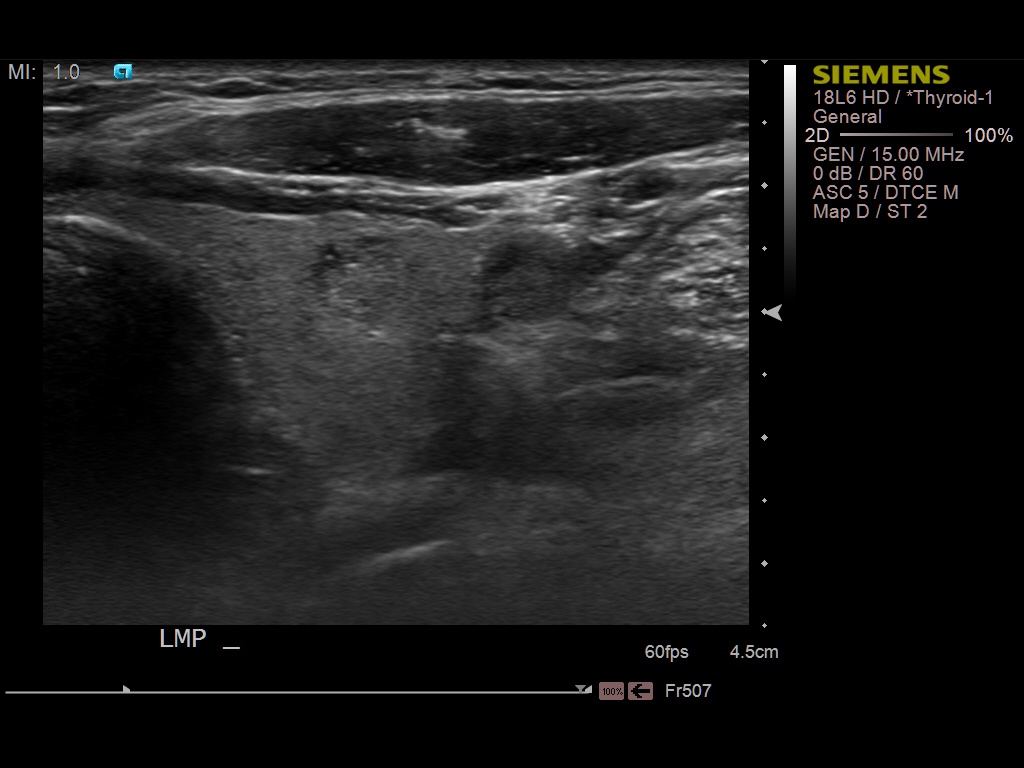 MI: 1.0
SIEMENS
18L6 HD / *Thyroid-1
General
2D 100%
GEN / 15.00 MHz
0 dB / DR 60
ASC 5 / DTCE M
Map D / ST 2
LMP _
60fps 4.5cm
100% Fr507